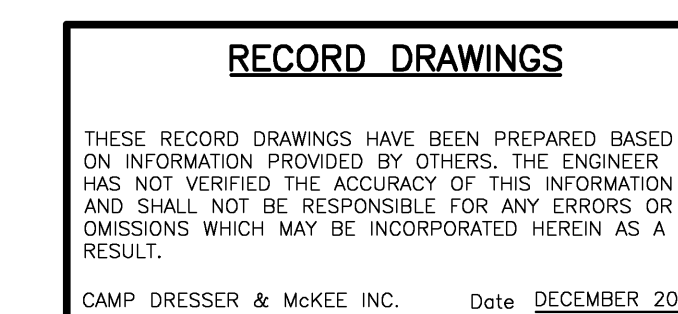 RECORD DRAWINGS
THESE RECORD DRAWINGS HAVE BEEN PREPARED BASED
ON INFORMATION PROVIDED BY OTHERS. THE ENGINEER
HAS NOT VERIFIED THE ACCURACY OF THIS INFORMATION
AND SHALL NOT BE RESPONSIBLE FOR ANY ERRORS OR
OMISSIONS WHICH MAY BE INCORPORATED HEREIN AS A
RESULT.
CAMP DRESSER & McKEE INC. Date DECEMBER 20